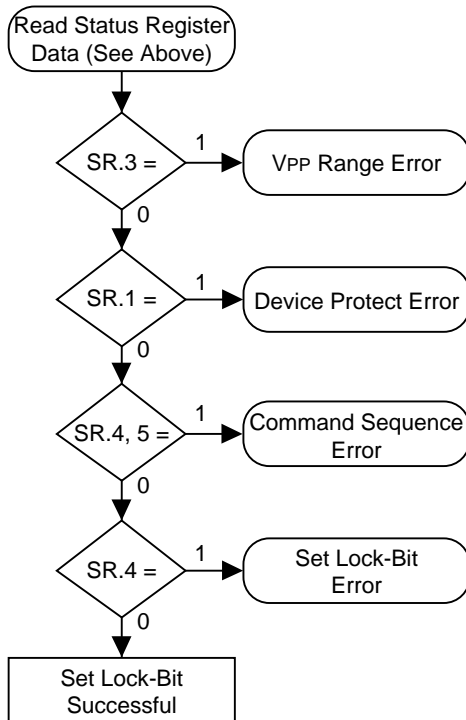 Read Status Register
Data (See Above)
SR.3 =
1
VPP Range Error
0
SR.1 =
1
Device Protect Error
0
SR.4, 5 =
1
Command Sequence
Error
0
SR.4 =
1
Set Lock-Bit
Error
0
Set Lock-Bit
Successful